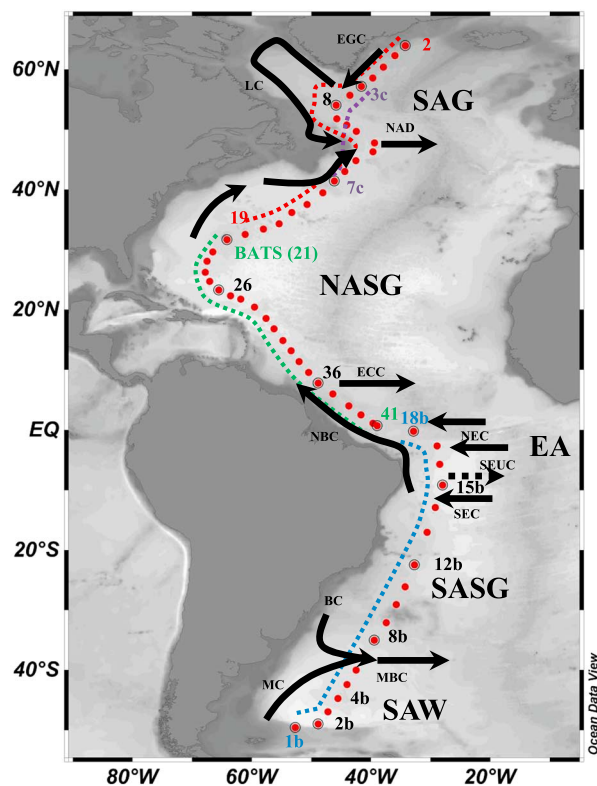 EGC
2
60°N
LC
8
3c
SAG
NAD
40°N
7c
19
BATS (21)
26
NASG
20°N
36
ECC
41
18b
EQ
NBC
NEC
EA
SEUC
15b
SEC
20°S
12b
SASG
BC
8b
40°S
MC
MBC
4b
SAW
2b
1b
80°W
60°W
40°W
20°W
Ocean Data View